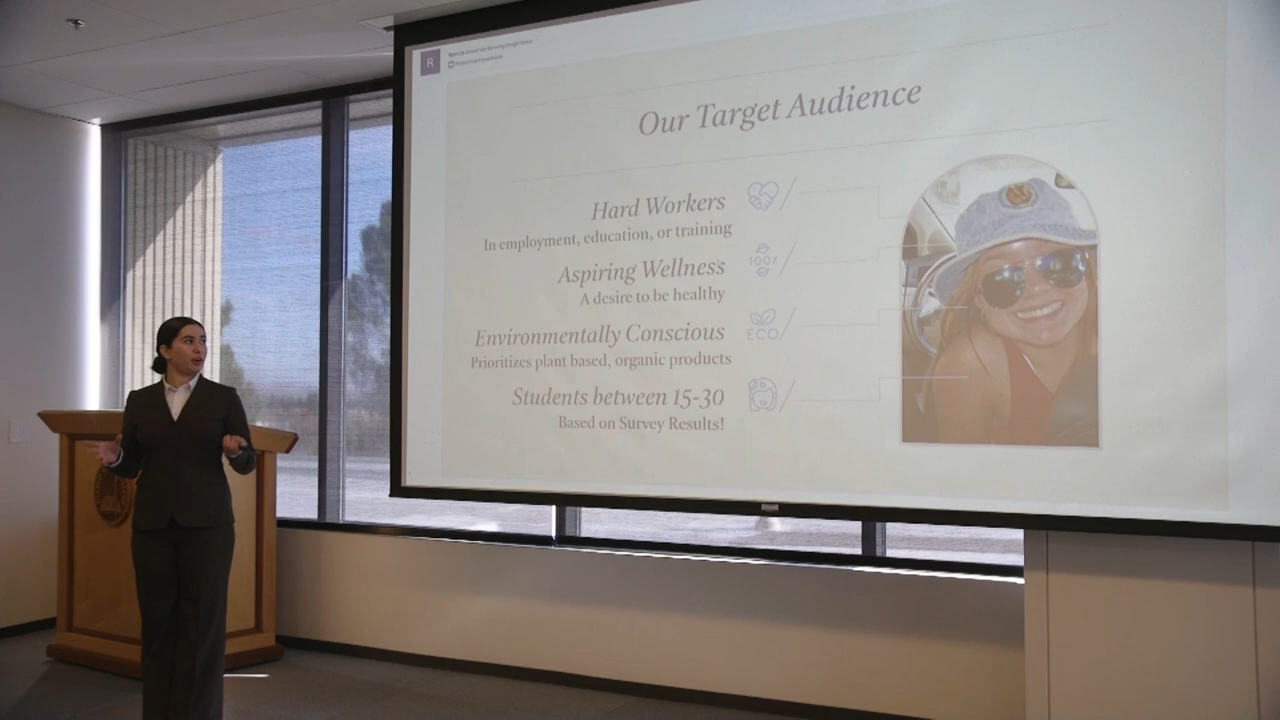 R
Our Target Audience
Hard Workers
In employment, education, or training
Aspiring Wellness
A desire to be healthy
100%
Environmentally Conscious
Prioritizes plant based, organic products
ECO
Students between 15-30
Based on Survey Results!